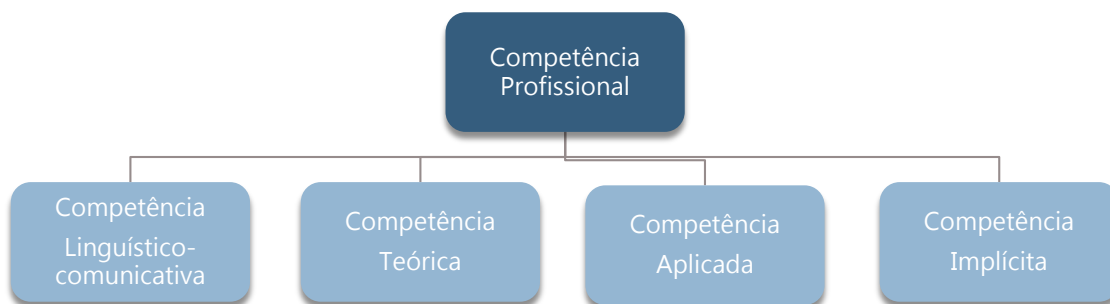 Competência
Profissional
Competência
Linguístico-
comunicativa
Competência
Teórica
Competência
Aplicada
Competência
Implícita